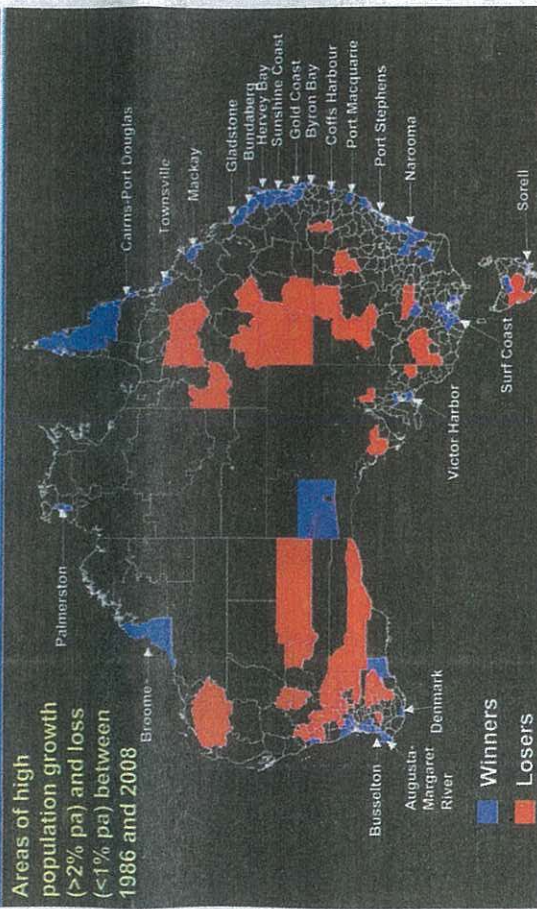 Areas of high
population growth
(>2% pa) and loss
(<1% pa) between
1986 and 2008
Palmerston
Broome
Cairns-Port Douglas
Townsville
Mackay
Gladstone
Bundaberg
Hervey Bay
Sunshine Coast
Gold Coast
Byron Bay
Coffs Harbour
Port Macquarie
Port Stephens
Narooma
Sorell
Surf Coast
Victor Harbor
Denmark
Augusta-
Margaret
River
Busselton
Winners
Losers